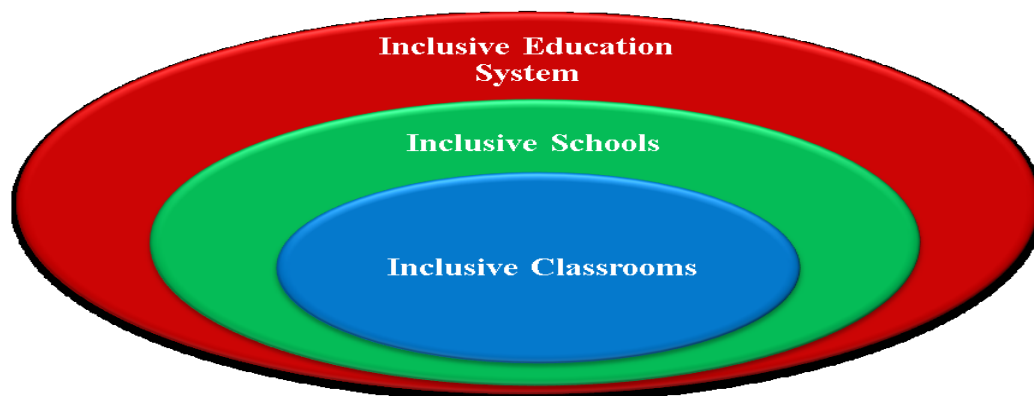 Inclusive Education
System
Inclusive Schools
Inclusive Classrooms